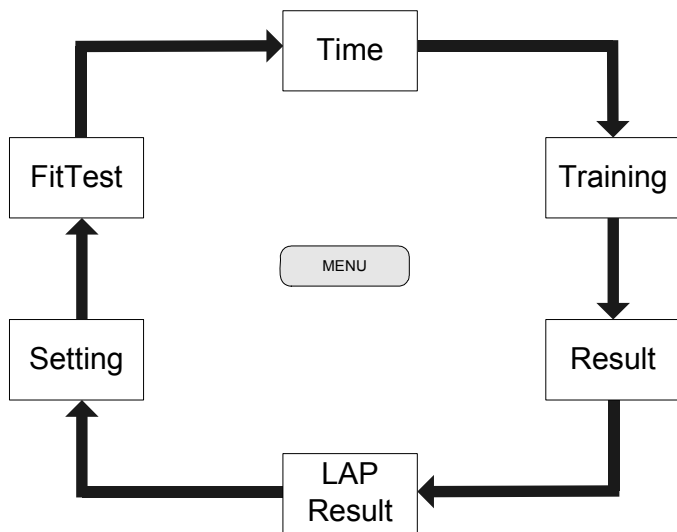 Time
FitTest
Training
MENU
Setting
Result
LAP
Result